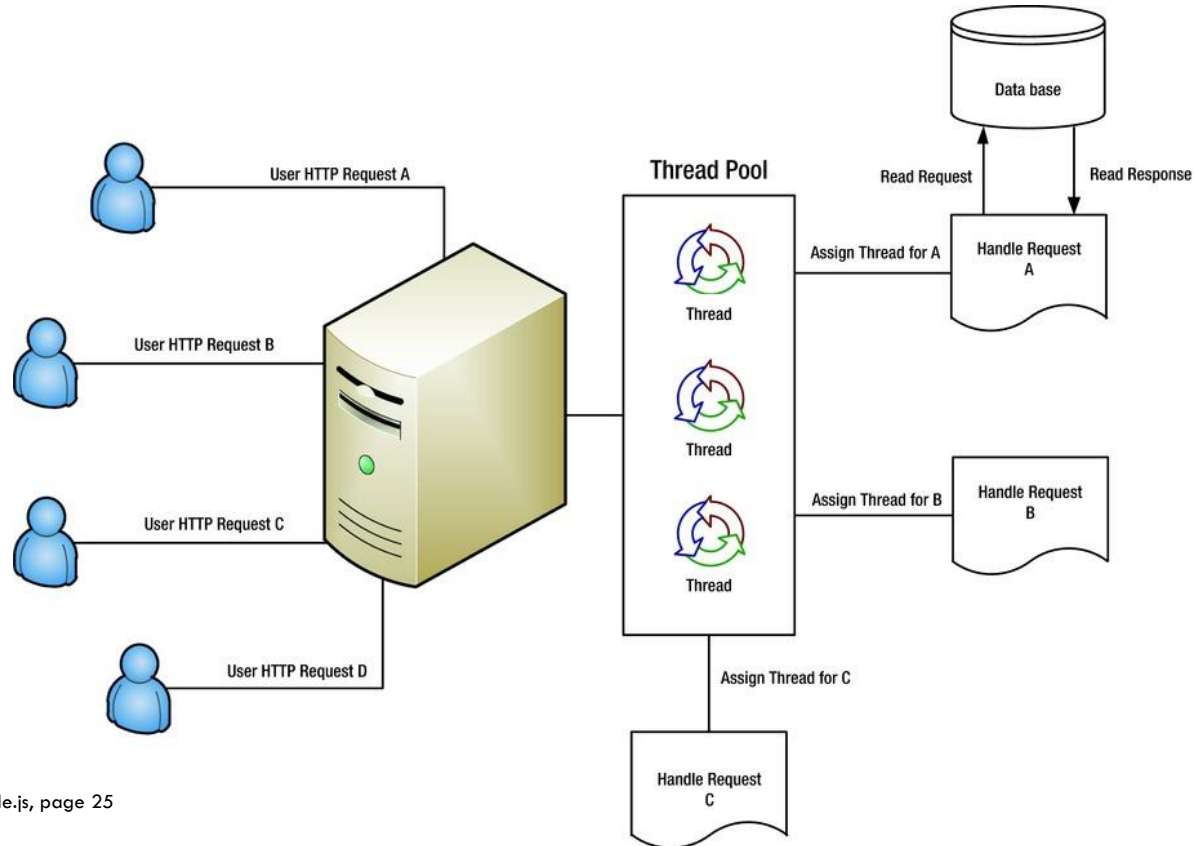 Data base
Read Request
Read Response
User HTTP Request A
Thread Pool
Assign Thread for A
Handle Request
A
Thread
User HTTP Request B
Thread
User HTTP Request C
Assign Thread for B
Handle Request
B
Thread
User HTTP Request D
Assign Thread for C
Handle Request
C
page 25